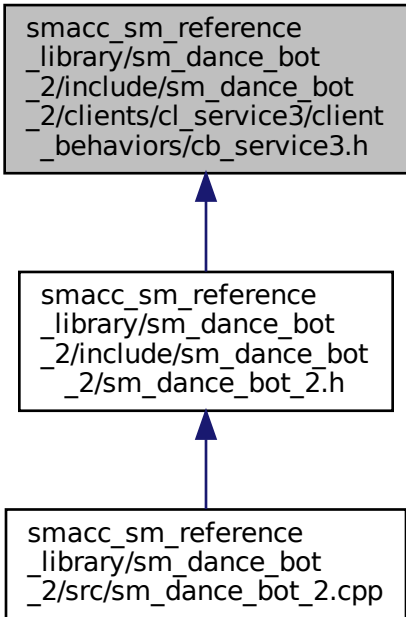 smacc_sm_reference
_library/sm_dance_bot
_2/include/sm_dance_bot
_2/clients/cl_service3/client
_behaviors/cb_service3.h
smacc_sm_reference
_library/sm_dance_bot
_2/include/sm_dance_bot
_2/sm_dance_bot_2.h
smacc_sm_reference
_library/sm_dance_bot
_2/src/sm_dance_bot_2.cpp